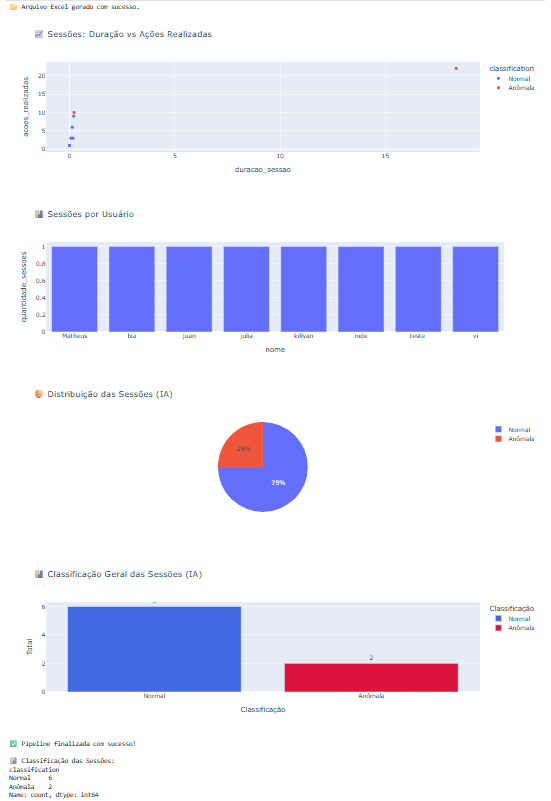 Arquivo Excel gerado com sucesso.
Sessões: Duração vs Ações Realizadas
classification
Normal
Anômala
acoes_realizadas
20
15
10
5
0
0 5 10 15
duracao_sessao
Sessões por Usuário
quantidade_sessoes
1
0.8
0.6
0.4
0.2
0
Matheus bia juan julia killyan nide teste vi
nome
Distribuição das Sessões (IA)
Normal
Anômala
25%
75%
Classificação Geral das Sessões (IA)
Classificação
Normal
Anômala
Total
6
4
2
0
2
Normal Anômala
Classificação
Pipeline finalizada com sucesso!
Classificação das Sessões:
classification
Normal 6
Anômala 2
Name: count, dtype: int64